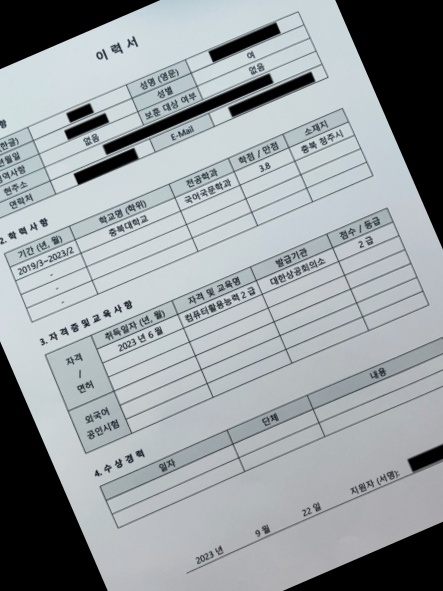 이 력 서
항
성명 (영문)
한글)
성별 여
년월일
보훈 대상 여부 없음
역사항 없음
현주소
연락처 E-Mail
2. 학 력 사 항
기간 (년, 월) 학교명 (학위) 전공학과 학점 / 만점 소재지
2019/3~2023/2 충북대학교 국어국문학과 3.8 충북 청주시
-
-
-
3. 자 격 증 및 교 육 사 항
취득일자 (년, 월) 자격 및 교육명 발급기관 점수 / 등급
자격 / 면허 2023 년 6 월 컴퓨터활용능력 2 급 대한상공회의소 2 급
외국어
공인시험
4. 수 상 경 력
일자 단체 내용
2023 년 9 월 22 일 지원자 (서명):